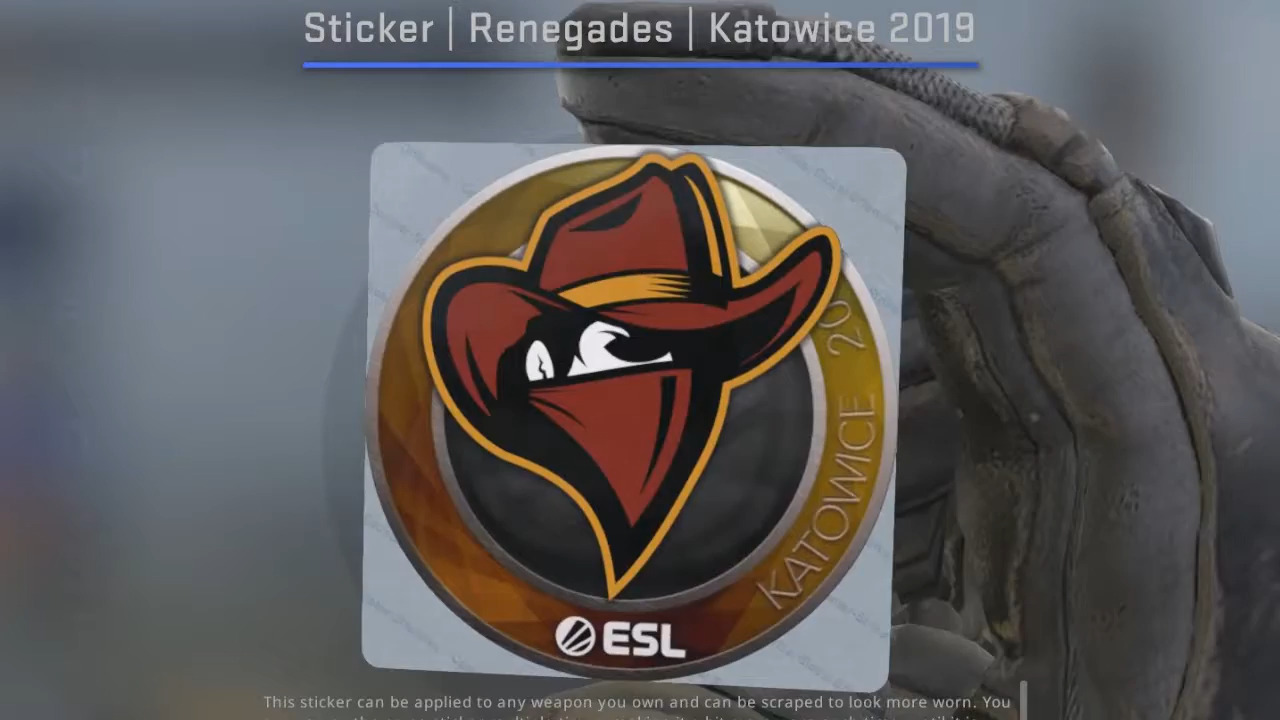 Sticker | Renegades | Katowice 2019
KATOWICE 20
ESL
This sticker can be applied to any weapon you own and can be scraped to look more worn. You